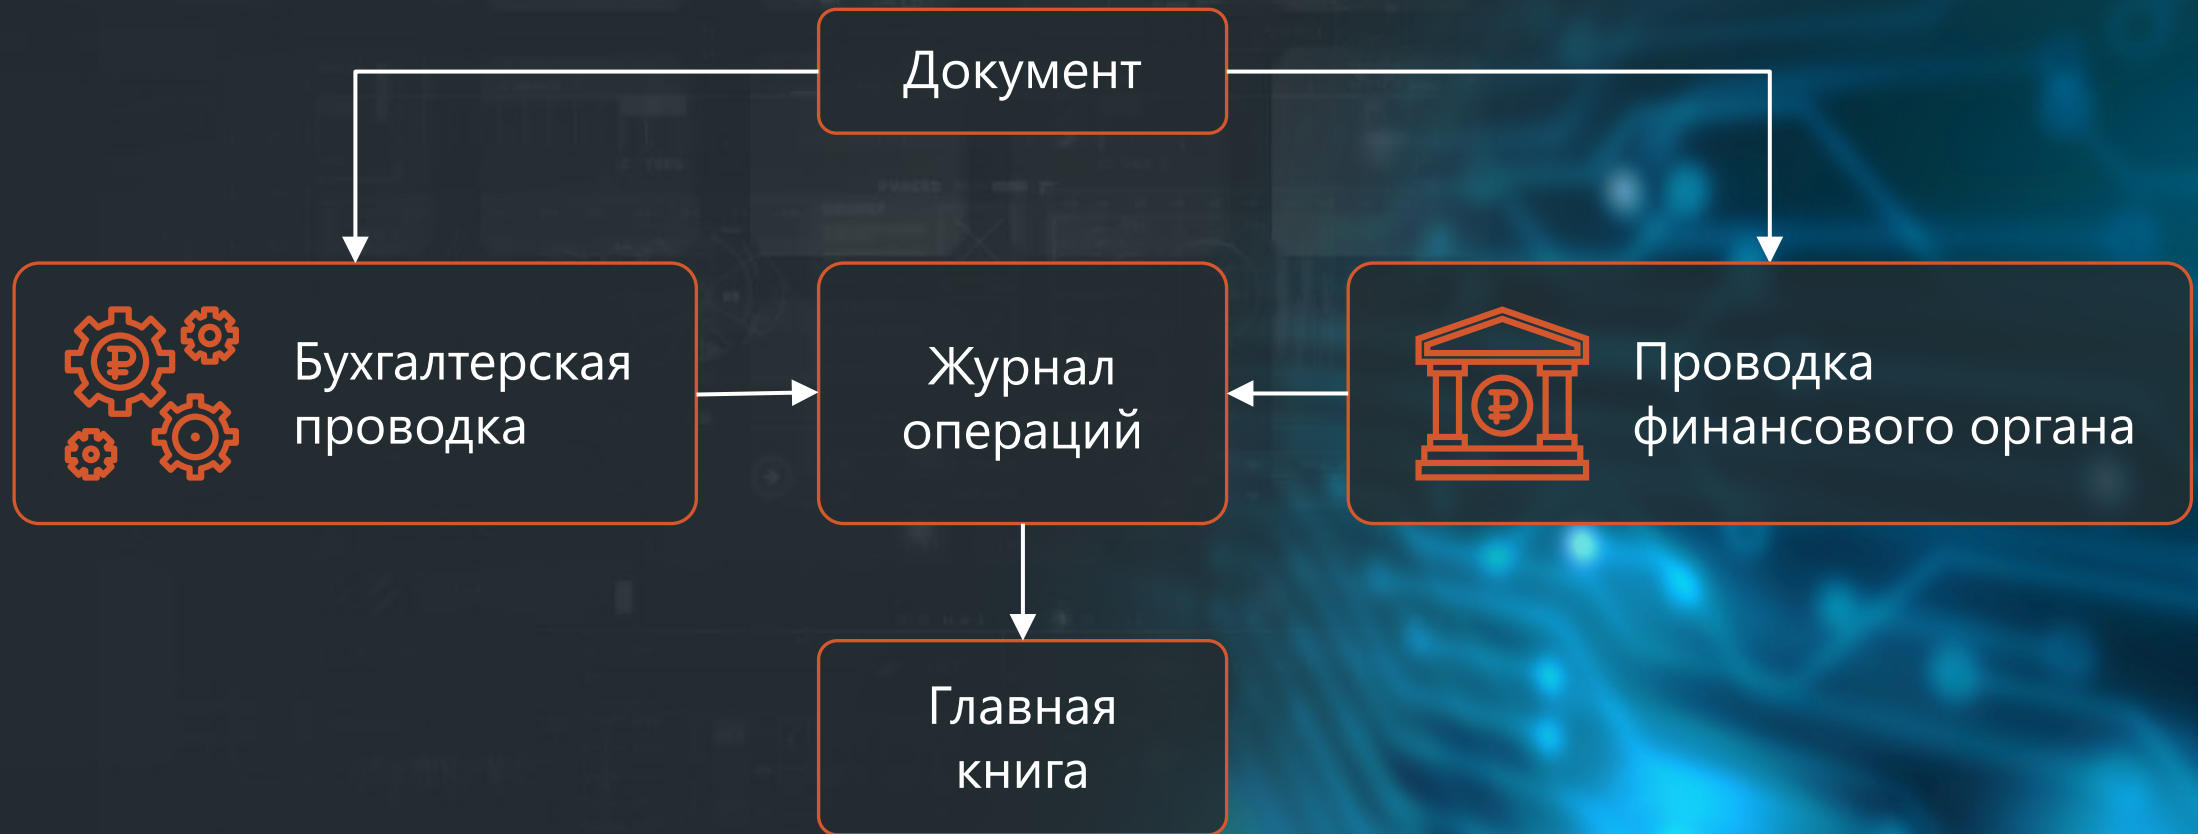 Документ
Бухгалтерская
проводка
Журнал
операций
Проводка
финансового органа
Главная
книга